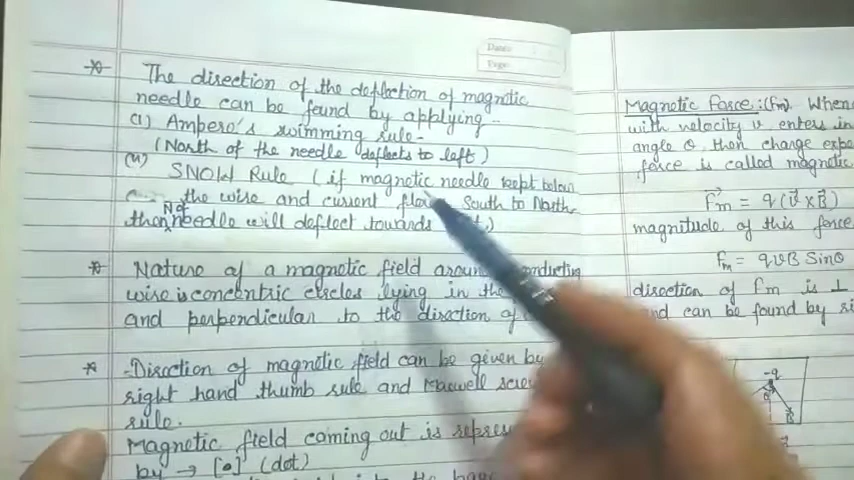 Date:
Page:
The direction of the deflection of magnetic
needle can be found by applying -
(i) Ampere's swimming rule-
(North of the needle deflects to left)
(ii) SNOW Rule (if magnetic needle kept below
the wire and current South to North
than N of needle will deflect towards
Nature of a magnetic field around conducting
wire is concentric circles lying in the
and perpendicular to the direction of
Direction of magnetic field can be given by
right hand thumb rule and Maxwell
rule.
Magnetic field coming out is
by → [•] (dot)
Magnetic force :(Fm) When
with velocity v enters in
angle θ then charge
force is called magnetic
F⃗m = q(v⃗ × B⃗)
magnitude of this force
fm = qvB Sinθ
direction of fm is ⊥
and can be found by
-q
θ